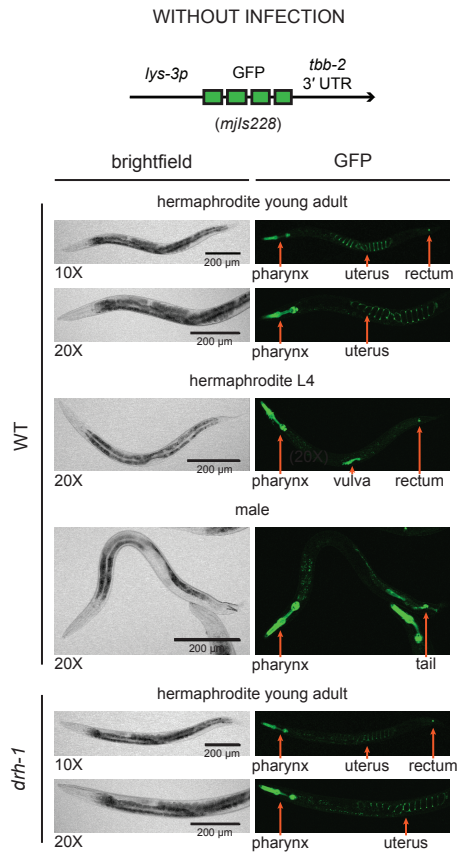 WITHOUT INFECTION
lys-3p GFP tbb-2
3′ UTR
(mjIs228)
brightfield GFP
WT
hermaphrodite young adult
200 µm
10X pharynx uterus rectum
200 µm
20X pharynx uterus
hermaphrodite L4
(20X)
200 µm
20X pharynx vulva rectum
male
200 µm
20X pharynx tail
drh-1
hermaphrodite young adult
200 µm
10X pharynx uterus rectum
200 µm
20X pharynx uterus